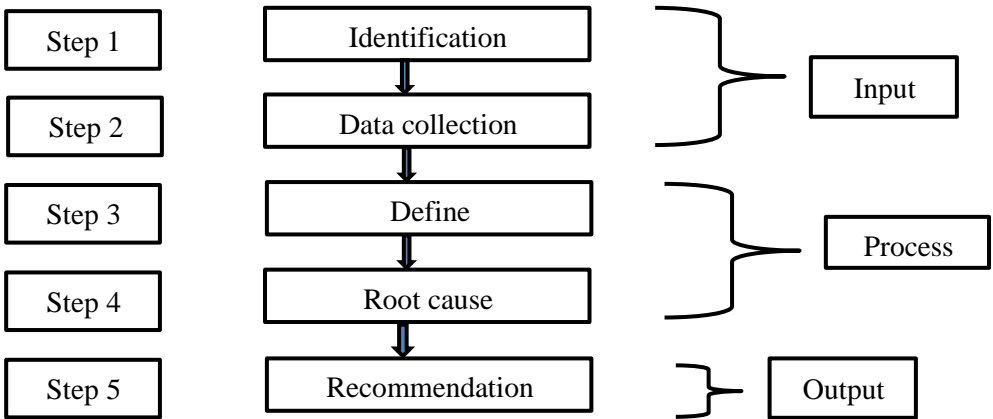 Step 1
Identification
Input
Step 2
Data collection
Step 3
Define
Process
Step 4
Root cause
Step 5
Recommendation
Output